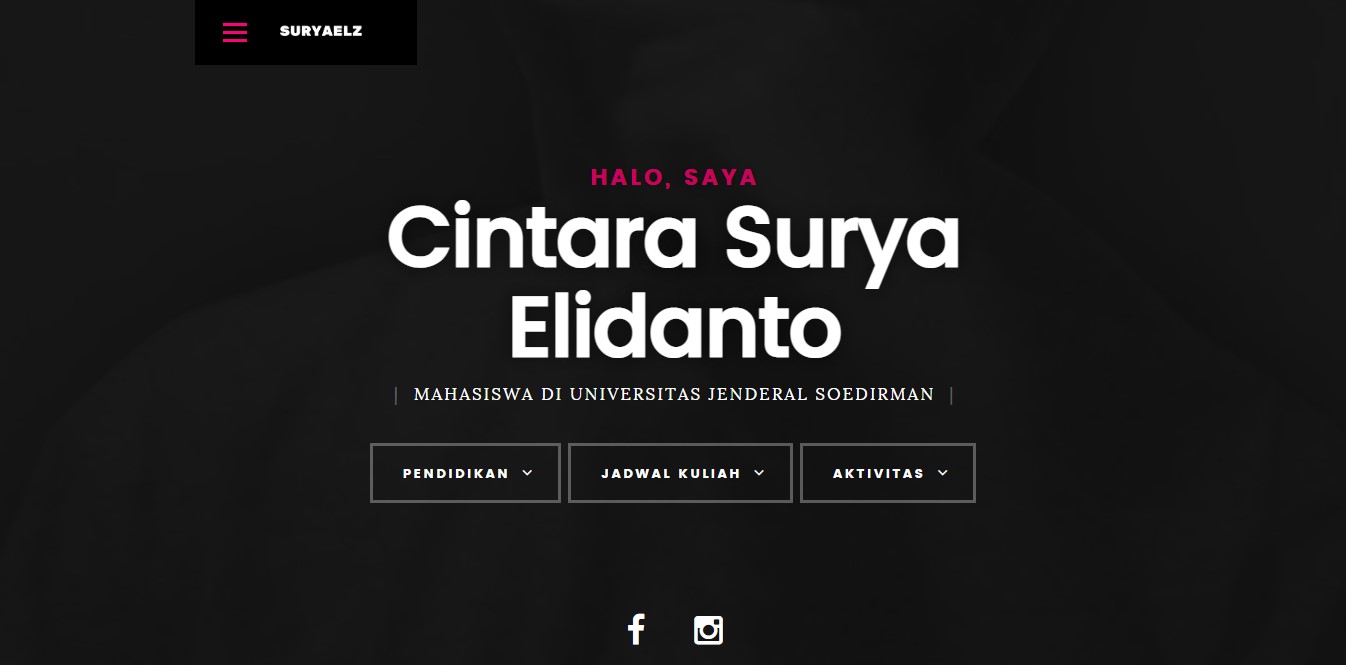 SURYAELZ
HALO, SAYA
Cintara Surya
Elidanto
| MAHASISWA DI UNIVERSITAS JENDERAL SOEDIRMAN |
PENDIDIKAN JADWAL KULIAH AKTIVITAS